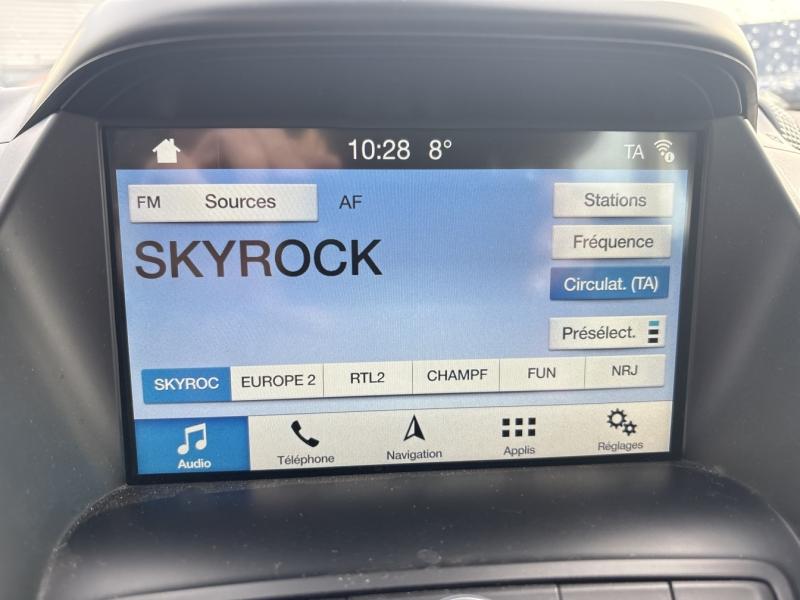 10:28 8° TA
FM Sources AF Stations
SKYROCK
Fréquence
Circulat. (TA)
Présélect.
SKYROC EUROPE 2 RTL2 CHAMPF FUN NRJ
Audio Téléphone Navigation Applis Réglages